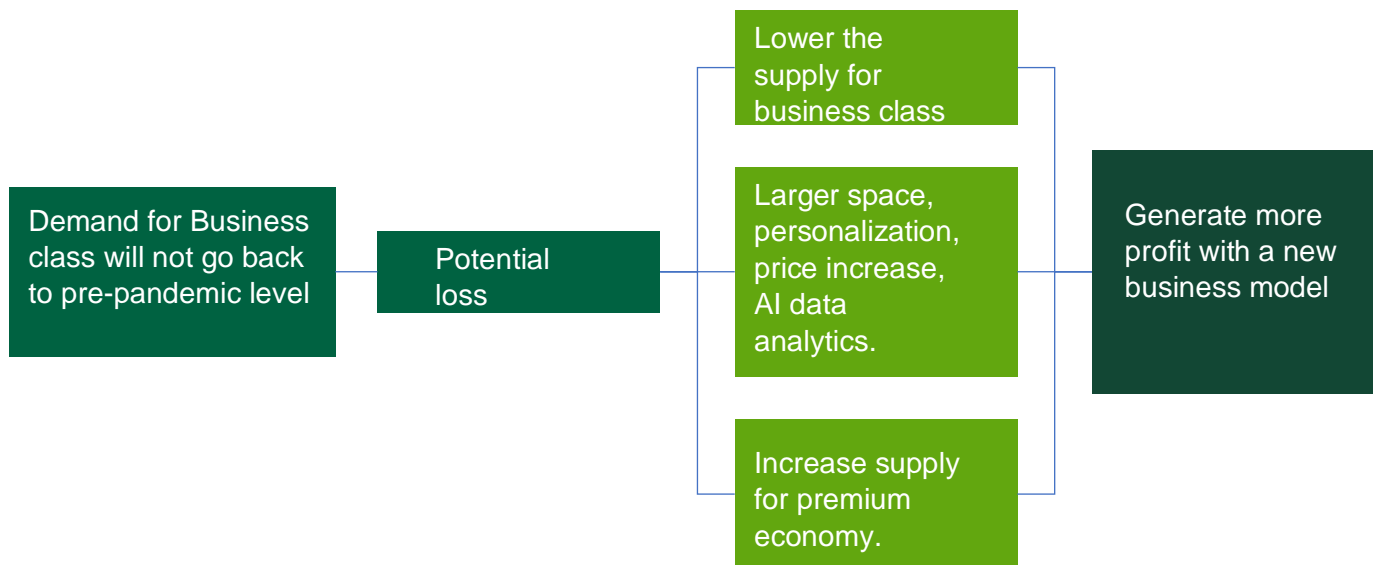 Demand for Business
class will not go back
to pre-pandemic level
Potential
loss
Lower the
supply for
business class
Larger space,
personalization,
price increase,
AI data
analytics.
Increase supply
for premium
economy.
Generate more
profit with a new
business model